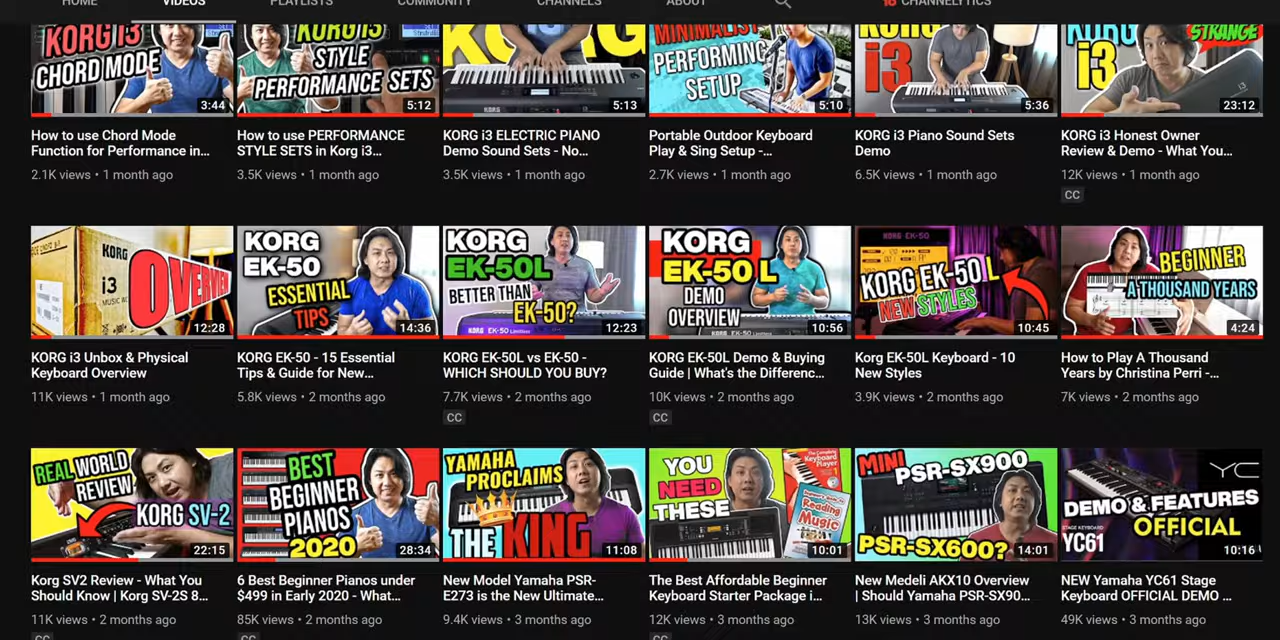 HOME VIDEOS PLAYLISTS COMMUNITY CHANNELS ABOUT CHANNELYTICS
KORG i3
CHORD MODE
3:44
KORG i3
STYLE
PERFORMANCE SETS
5:12
KORG
5:13
MINIMALIST
PERFORMING
SETUP
5:10
KORG
i3
5:36
KORG
i3
STRANGE
23:12
How to use Chord Mode
Function for Performance in...
2.1K views • 1 month ago
How to use PERFORMANCE
STYLE SETS in Korg i3...
3.5K views • 1 month ago
KORG i3 ELECTRIC PIANO
Demo Sound Sets - No...
3.5K views • 1 month ago
Portable Outdoor Keyboard
Play & Sing Setup -...
2.7K views • 1 month ago
KORG i3 Piano Sound Sets
Demo
6.5K views • 1 month ago
KORG i3 Honest Owner
Review & Demo - What You...
12K views • 1 month ago
CC
KORG
i3
OVERVIEW
12:28
KORG
EK-50
ESSENTIAL
TIPS
14:36
KORG
EK-50L
BETTER THAN
EK-50?
12:23
KORG
EK-50 L
DEMO
OVERVIEW
10:56
KORG EK-50
KORG EK-50 L
NEW STYLES
10:45
BEGINNER
A THOUSAND YEARS
4:24
KORG i3 Unbox & Physical
Keyboard Overview
11K views • 1 month ago
KORG EK-50 - 15 Essential
Tips & Guide for New...
5.8K views • 2 months ago
KORG EK-50L vs EK-50 -
WHICH SHOULD YOU BUY?
7.7K views • 2 months ago
CC
KORG EK-50L Demo & Buying
Guide | What's the Differenc...
10K views • 2 months ago
CC
Korg EK-50L Keyboard - 10
New Styles
3.9K views • 2 months ago
How to Play A Thousand
Years by Christina Perri -...
7K views • 2 months ago
REAL WORLD
REVIEW
KORG SV-2
22:15
BEST
BEGINNER
PIANOS
2020
28:34
YAMAHA
PROCLAIMS
THE KING
11:08
YOU
NEED
THESE
The Complete
Keyboard
Player
Reading
Music
10:01
MINI PSR-SX900
PSR-SX600?
14:01
YC
DEMO & FEATURES
OFFICIAL
STAGE KEYBOARD
YC61
10:16
Korg SV2 Review - What You
Should Know | Korg SV-2S 8...
11K views • 2 months ago
CC
6 Best Beginner Pianos under
$499 in Early 2020 - What...
85K views • 2 months ago
CC
New Model Yamaha PSR-
E273 is the New Ultimate...
9.4K views • 3 months ago
The Best Affordable Beginner
Keyboard Starter Package i...
12K views • 3 months ago
CC
New Medeli AKX10 Overview
| Should Yamaha PSR-SX90...
13K views • 3 months ago
NEW Yamaha YC61 Stage
Keyboard OFFICIAL DEMO ...
49K views • 3 months ago